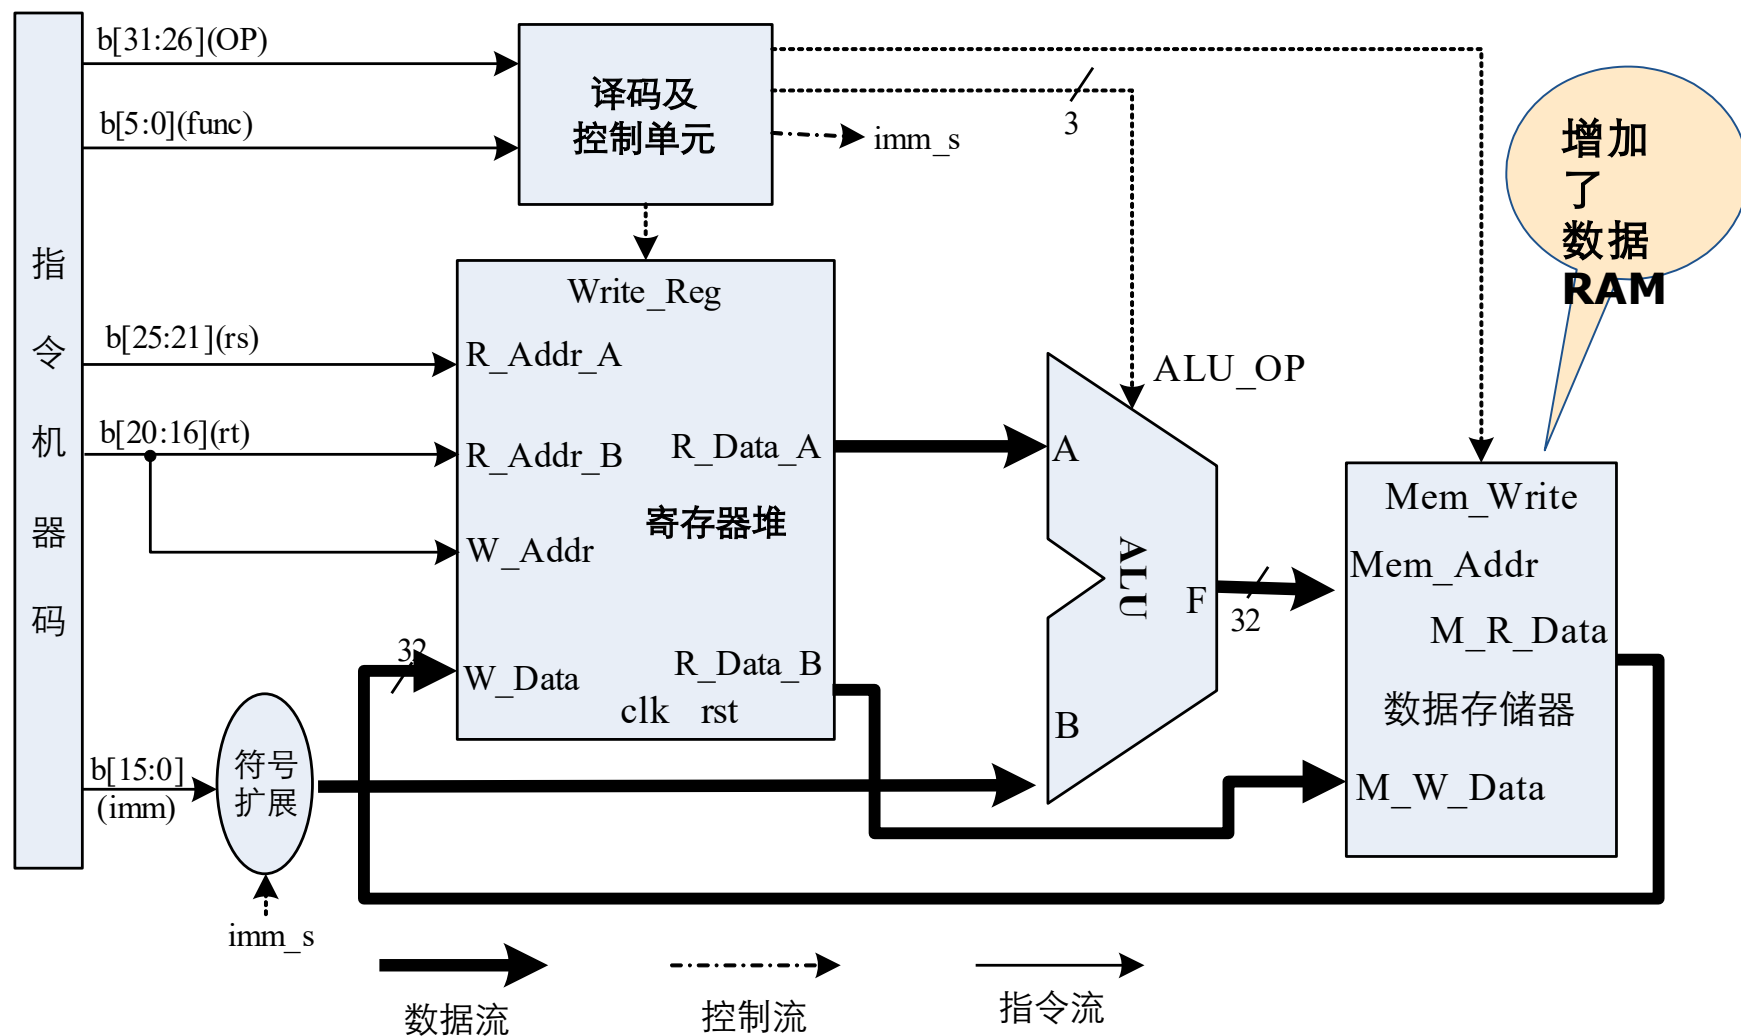 b[31:26](OP)
b[5:0](func)
译码及
控制单元
3
imm_s
增加
了
数据
RAM
指
令
机
器
码
Write_Reg
b[25:21](rs)
R_Addr_A
ALU_OP
b[20:16](rt)
R_Addr_B
R_Data_A
A
寄存器堆
W_Addr
ALU
F
32
Mem_Write
Mem_Addr
M_R_Data
数据存储器
M_W_Data
32
W_Data
R_Data_B
clk rst
B
b[15:0]
(imm)
符号
扩展
imm_s
数据流
控制流
指令流